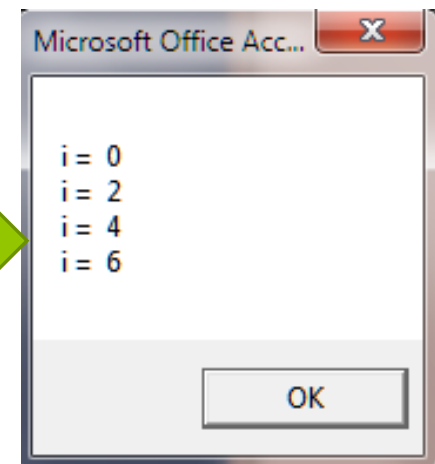 Microsoft Office Acc...
i = 0
i = 2
i = 4
i = 6
OK